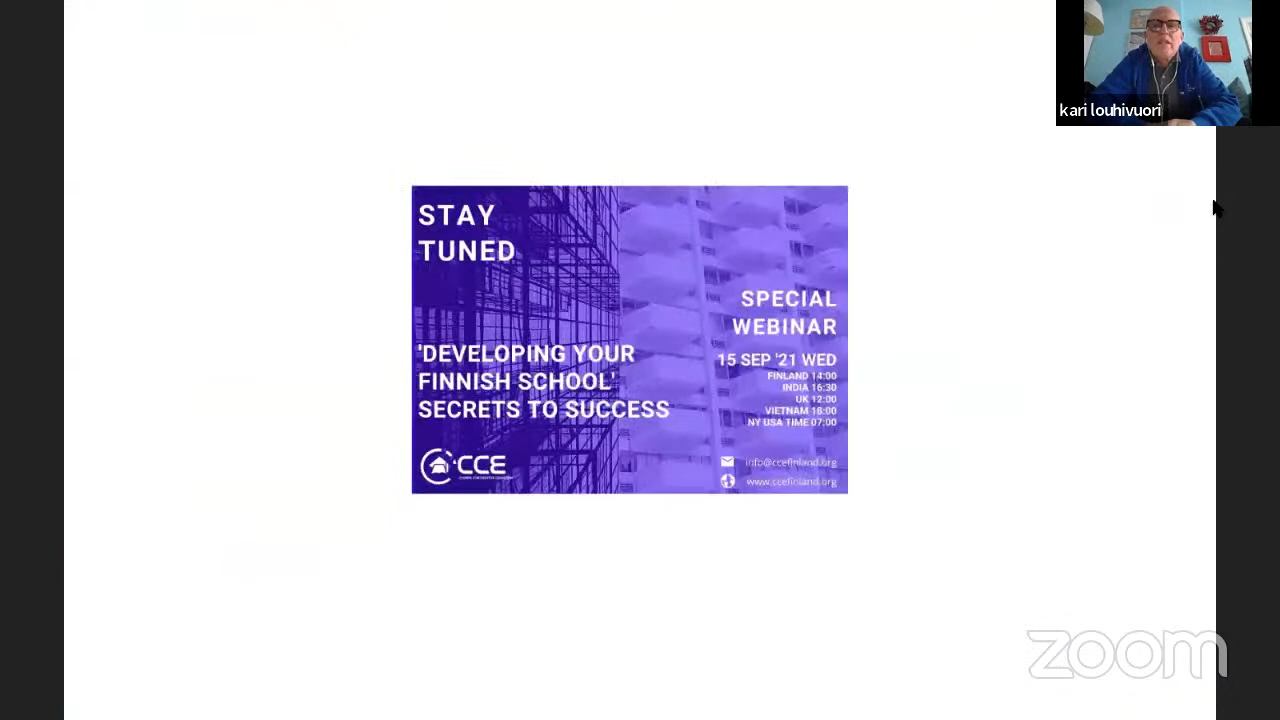 kari louhivuori
STAY
TUNED
SPECIAL
WEBINAR
'DEVELOPING YOUR
FINNISH SCHOOL'
SECRETS TO SUCCESS
15 SEP '21 WED
FINLAND 14:00
INDIA 16:30
UK 12:00
VIETNAM 18:00
NY USA TIME 07:00
CCE
info@ccefinland.org
www.ccefinland.org
zoom